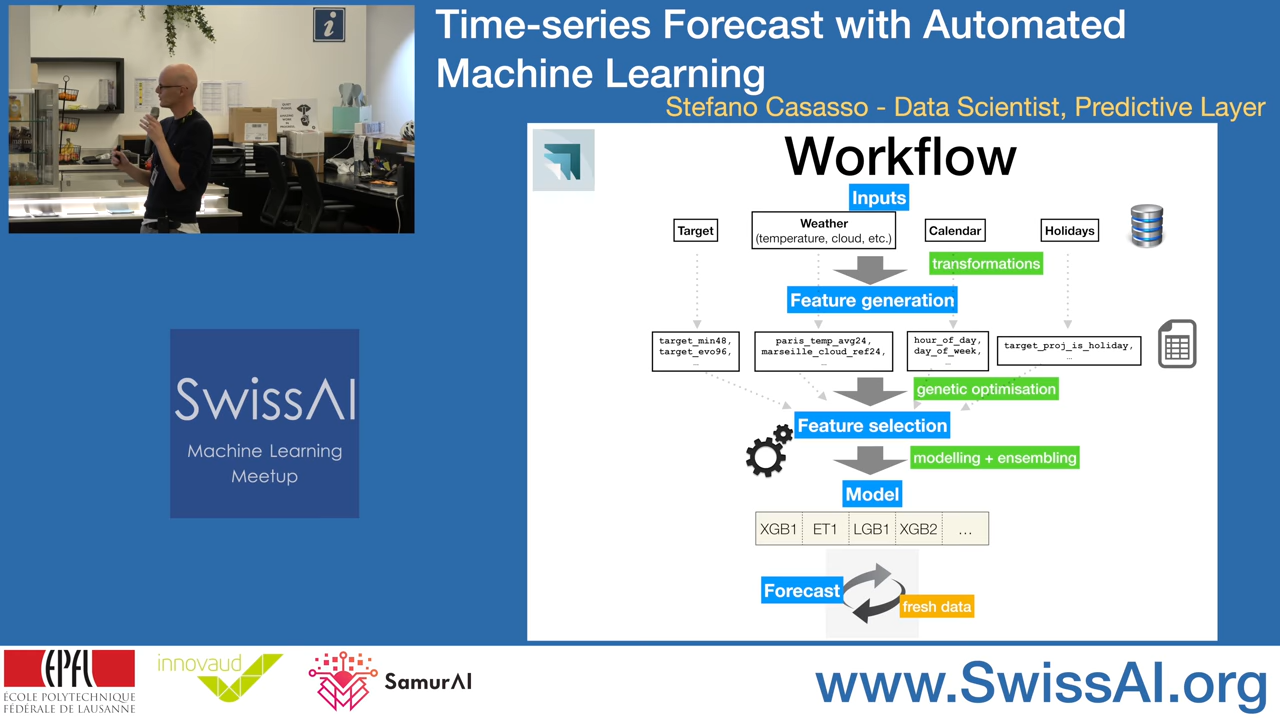 Time-series Forecast with Automated
Machine Learning
Stefano Casasso - Data Scientist, Predictive Layer
Workflow
Inputs
Target
Weather
(temperature, cloud, etc.)
Calendar
Holidays
transformations
Feature generation
target_min48,
target_evo96,
...
paris_temp_avg24,
marseille_cloud_ref24,
...
hour_of_day,
day_of_week,
...
target_proj_is_holiday,
...
genetic optimisation
Feature selection
modelling + ensembling
Model
XGB1 ET1 LGB1 XGB2 ...
Forecast
fresh data
SwissAI
Machine Learning
Meetup
EPFL
ÉCOLE POLYTECHNIQUE
FÉDÉRALE DE LAUSANNE
innovaud
SamurAI
www.SwissAI.org